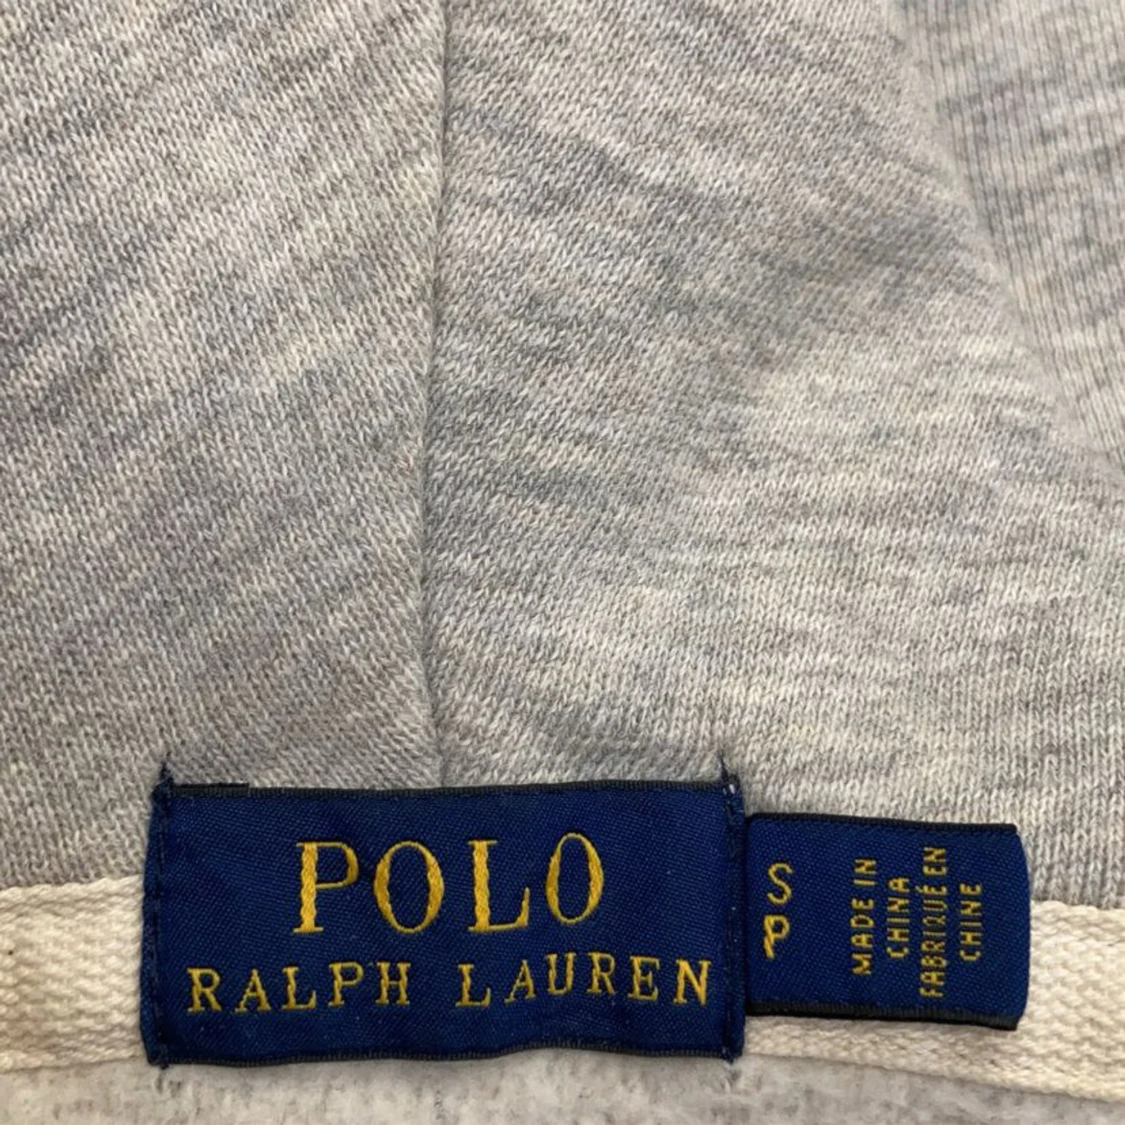 POLO
RALPH LAUREN
S
P
MADE IN
CHINA
FABRIQUÉ EN
CHINE